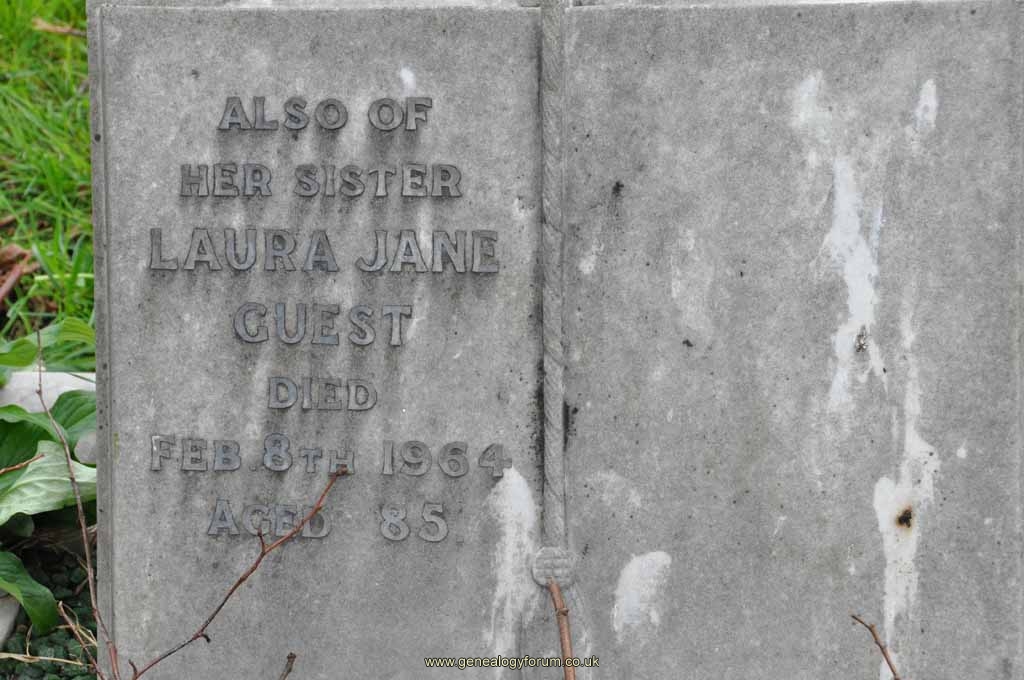 ALSO OF
HER SISTER
LAURA JANE
GUEST
DIED
FEB. 8TH 1964
AGED 85
www.genealogyforum.co.uk